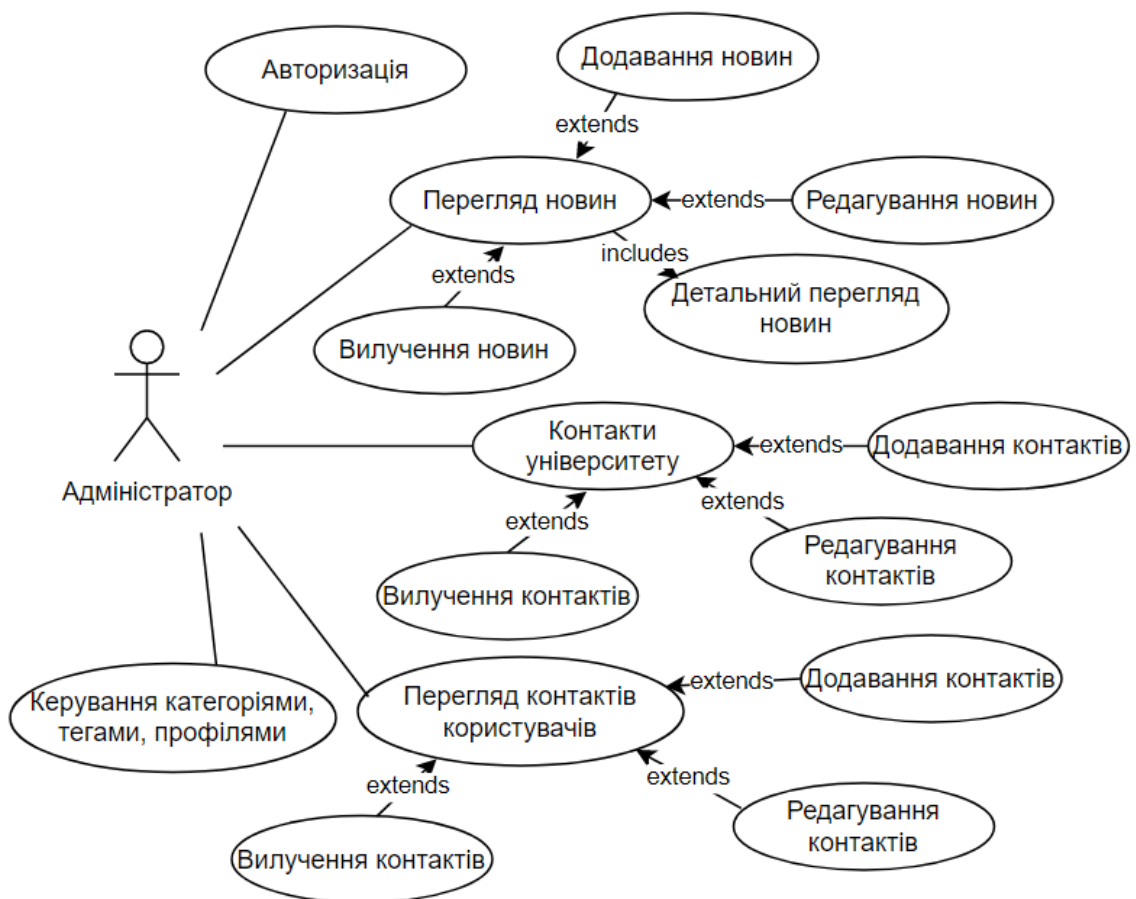 Додавання новин
Авторизація
extends
Перегляд новин
extends
Редагування новин
includes
extends
Детальний перегляд
новин
Вилучення новин
Контакти
університету
extends
Додавання контактів
Адміністратор
extends
extends
Редагування
контактів
Вилучення контактів
Керування категоріями,
тегами, профілями
Перегляд контактів
користувачів
extends
Додавання контактів
extends
extends
Редагування
контактів
Вилучення контактів